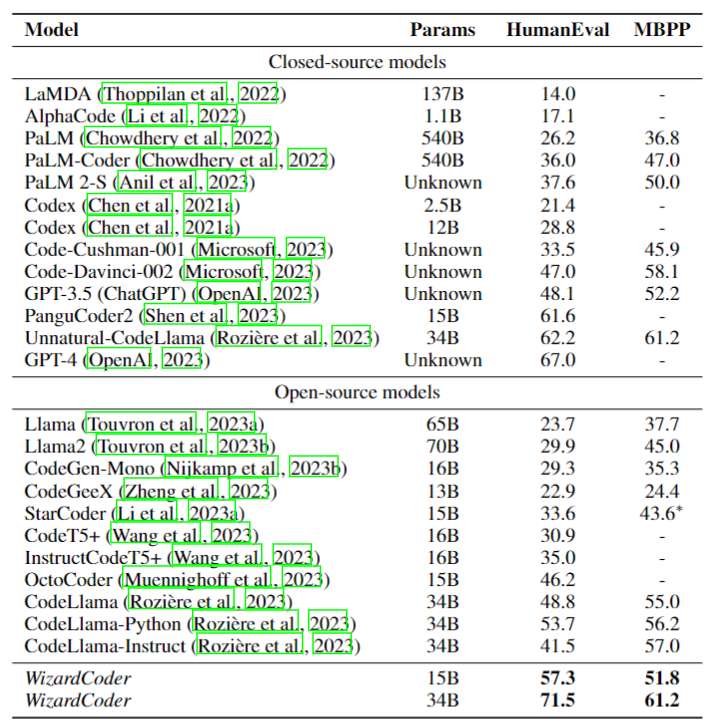 Model Params HumanEval MBPP
Closed-source models
LaMDA (Thoppilan et al., 2022) 137B 14.0 -
AlphaCode (Li et al., 2022) 1.1B 17.1 -
PaLM (Chowdhery et al., 2022) 540B 26.2 36.8
PaLM-Coder (Chowdhery et al., 2022) 540B 36.0 47.0
PaLM 2-S (Anil et al., 2023) Unknown 37.6 50.0
Codex (Chen et al., 2021a) 2.5B 21.4 -
Codex (Chen et al., 2021a) 12B 28.8 -
Code-Cushman-001 (Microsoft, 2023) Unknown 33.5 45.9
Code-Davinci-002 (Microsoft, 2023) Unknown 47.0 58.1
GPT-3.5 (ChatGPT) (OpenAI, 2023) Unknown 48.1 52.2
PanguCoder2 (Shen et al., 2023) 15B 61.6 -
Unnatural-CodeLlama (Rozière et al., 2023) 34B 62.2 61.2
GPT-4 (OpenAI, 2023) Unknown 67.0 -
Open-source models
Llama (Touvron et al., 2023a) 65B 23.7 37.7
Llama2 (Touvron et al., 2023b) 70B 29.9 45.0
CodeGen-Mono (Nijkamp et al., 2023b) 16B 29.3 35.3
CodeGeeX (Zheng et al., 2023) 13B 22.9 24.4
StarCoder (Li et al., 2023a) 15B 33.6 43.6*
CodeT5+ (Wang et al., 2023) 16B 30.9 -
InstructCodeT5+ (Wang et al., 2023) 16B 35.0 -
OctoCoder (Muennighoff et al., 2023) 15B 46.2 -
CodeLlama (Rozière et al., 2023) 34B 48.8 55.0
CodeLlama-Python (Rozière et al., 2023) 34B 53.7 56.2
CodeLlama-Instruct (Rozière et al., 2023) 34B 41.5 57.0
WizardCoder 15B 57.3 51.8
WizardCoder 34B 71.5 61.2